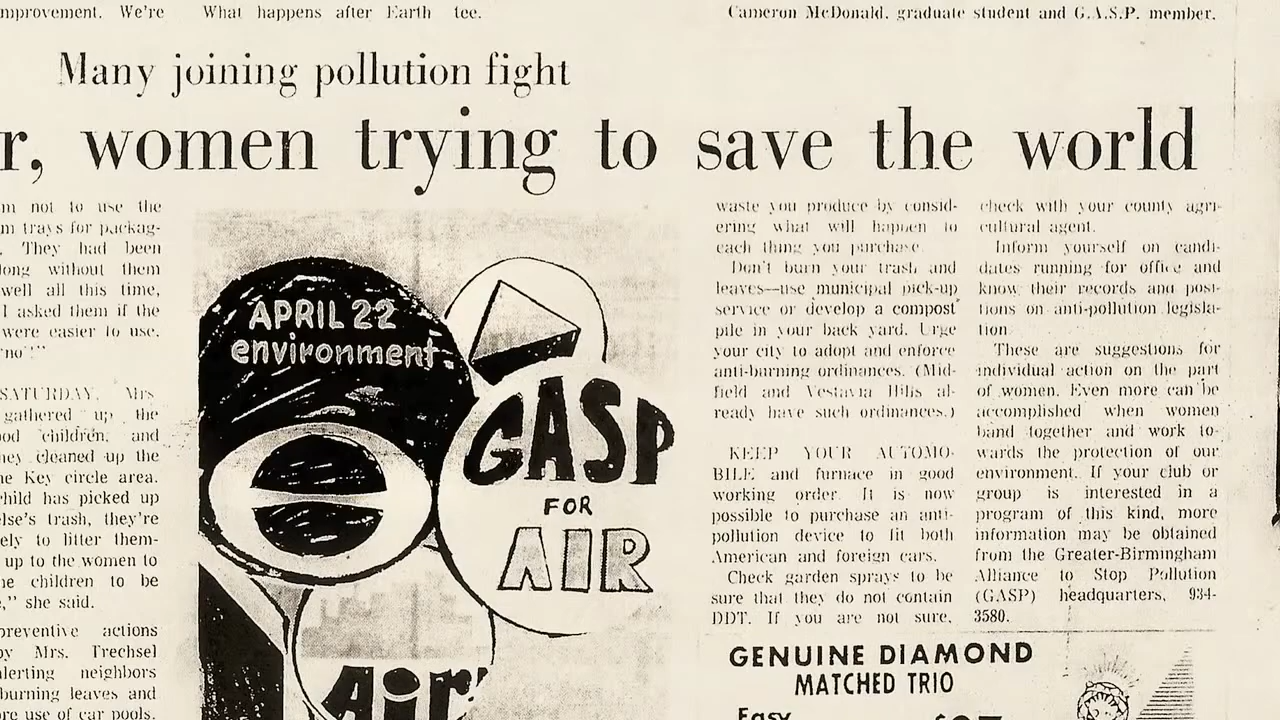 mprovement. We're
What happens after Earth
tee.
Cameron McDonald, graduate student and G.A.S.P. member,
Many joining pollution fight
r, women trying to save the world
m not to use the
m trays for packag-
. They had been
long without them
well all this time,
I asked them if the
were easier to use.
'no'!"
SATURDAY, Mrs
gathered up the
ood children, and
hey cleaned up the
he Key circle area.
child has picked up
else's trash, they're
ely to litter them-
up to the women to
he children to be
," she said.
preventive actions
by Mrs. Trechsel
alerting neighbors
burning leaves and
re use of car pools.
APRIL 22
environment
GASP
FOR
AIR
Air
waste you produce by consid-
ering what will happen to
each thing you purchase.
Don't burn your trash and
leaves—use municipal pick-up
service or develop a compost
pile in your back yard. Urge
your city to adopt and enforce
anti-burning ordinances. (Mid-
field and Vestavia Hills al-
ready have such ordinances.)
KEEP YOUR AUTOMO-
BILE and furnace in good
working order. It is now
possible to purchase an anti-
pollution device to fit both
American and foreign cars.
Check garden sprays to be
sure that they do not contain
DDT. If you are not sure,
check with your county agri-
cultural agent.
Inform yourself on candi-
dates running for office and
know their records and posi-
tions on anti-pollution legisla-
tion
These are suggestions for
individual action on the part
of women. Even more can be
accomplished when women
band together and work to-
wards the protection of our
environment. If your club or
group is interested in a
program of this kind, more
information may be obtained
from the Greater-Birmingham
Alliance to Stop Pollution
(GASP) headquarters, 934-
3580.
GENUINE DIAMOND
MATCHED TRIO
Easy